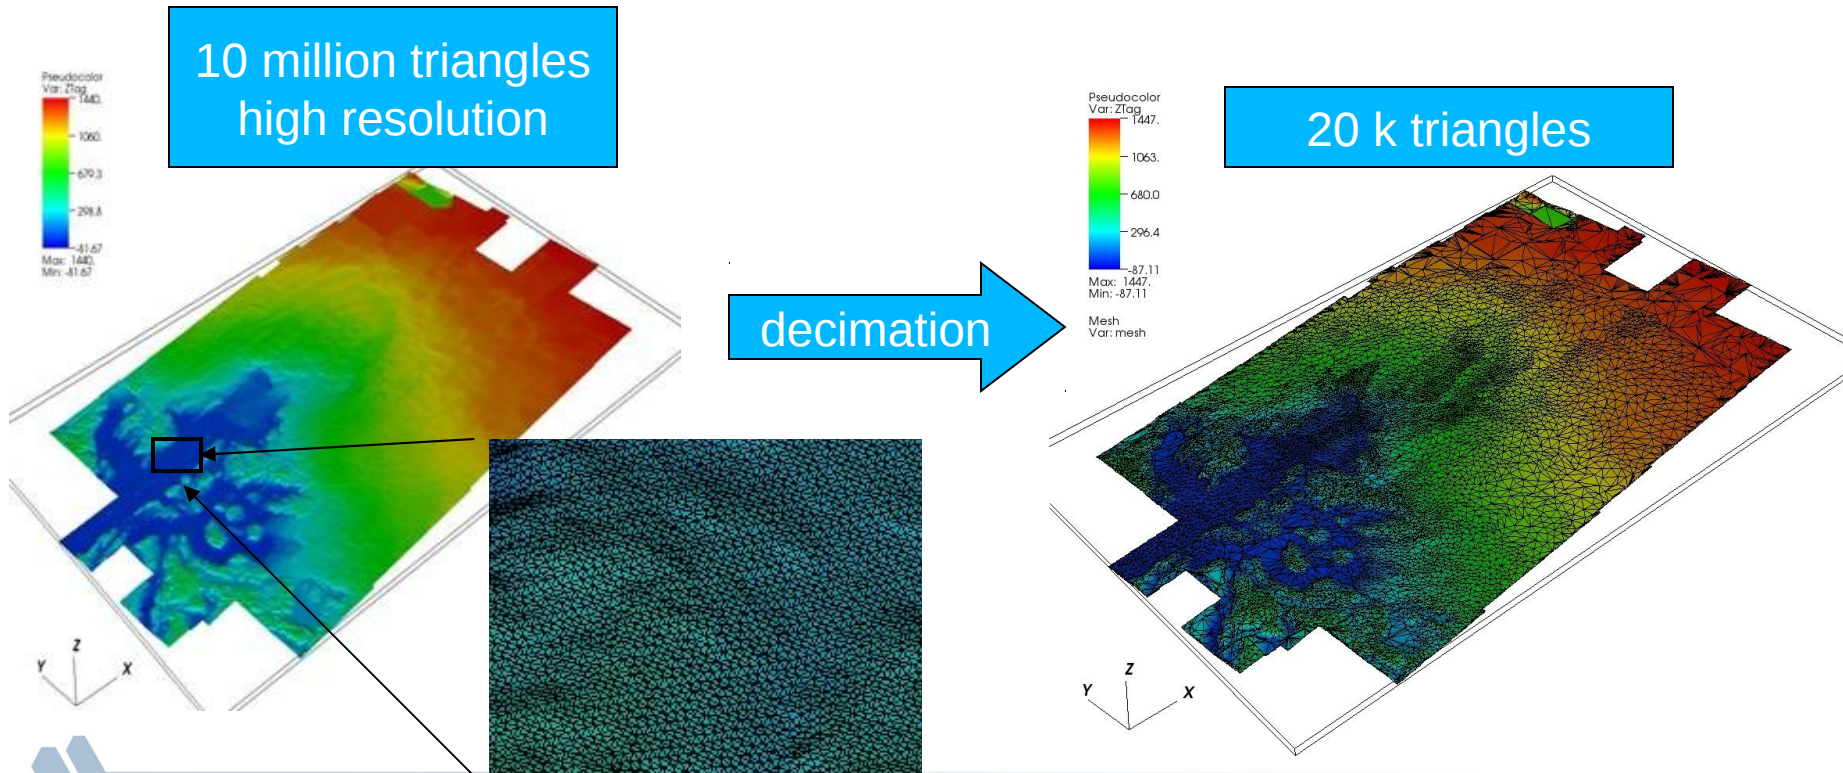 10 million triangles
high resolution
Pseudocolor
Var: ZTag
1440.
1060.
679.3
298.8
-81.67
Max: 1440.
Min: -81.67
Z
Y
X
decimation
20 k triangles
Pseudocolor
Var: ZTag
1447.
1063.
680.0
296.4
-87.11
Max: 1447.
Min: -87.11
Mesh
Var: mesh
Z
Y
X